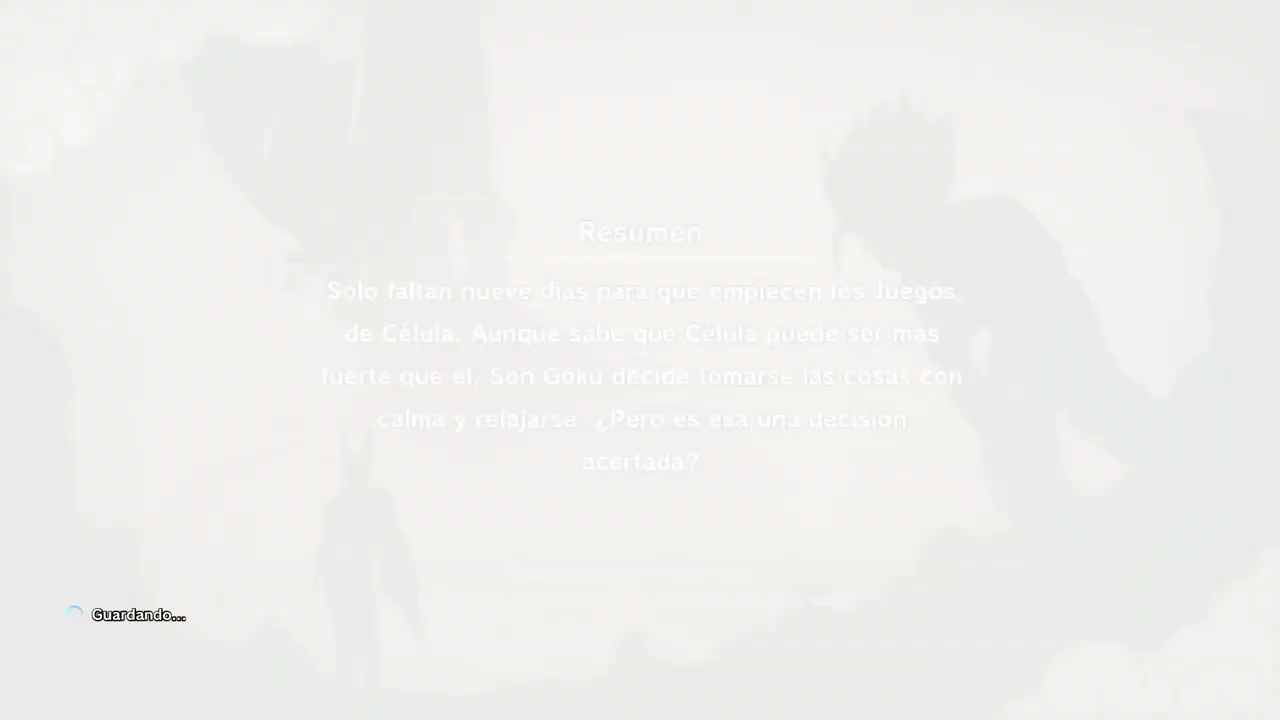 Resumen
Solo faltan nueve días para que empiecen los Juegos
de Célula. Aunque sabe que Célula puede ser más
fuerte que él, Son Goku decide tomarse las cosas con
calma y relajarse. ¿Pero es esa una decisión
acertada?
Guardando...